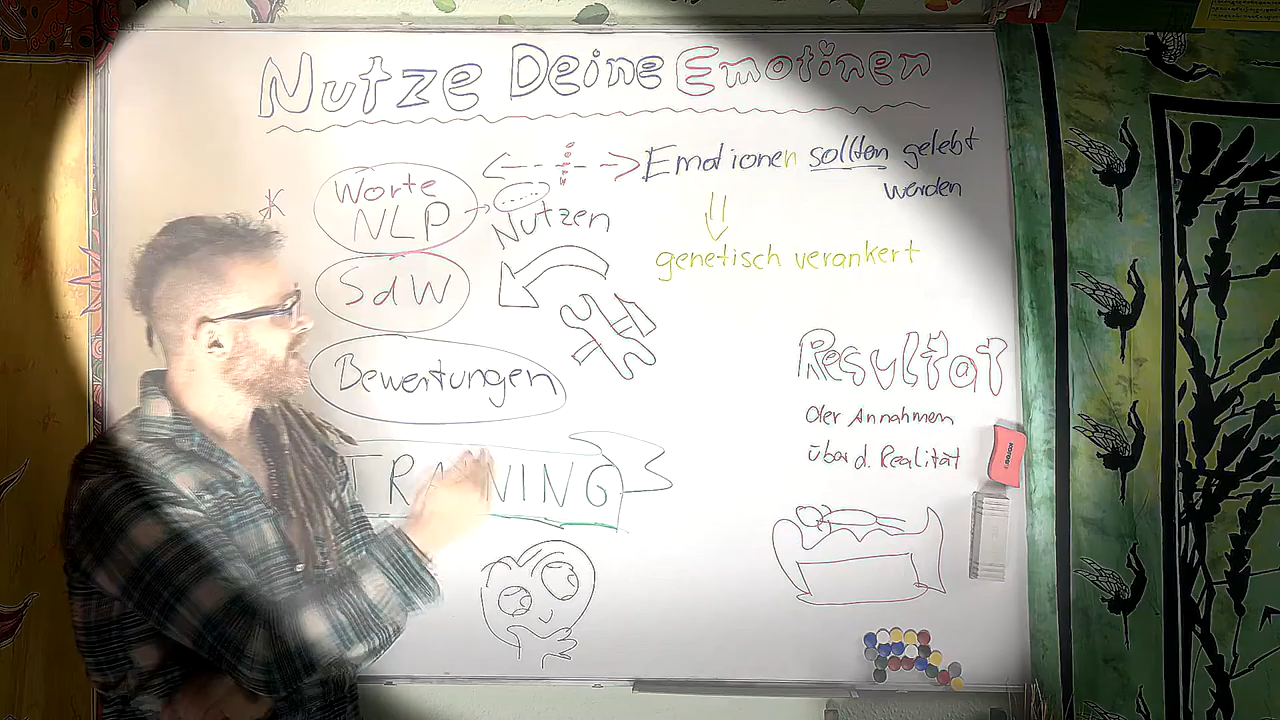 Nutze Deine Emotinen
Emotionen sollten gelebt
werden
genetisch verankert
Worte
NLP
Nutzen
SdW
Bewertungen
TRAINING
Resultat
der Annahmen
über d. Realität